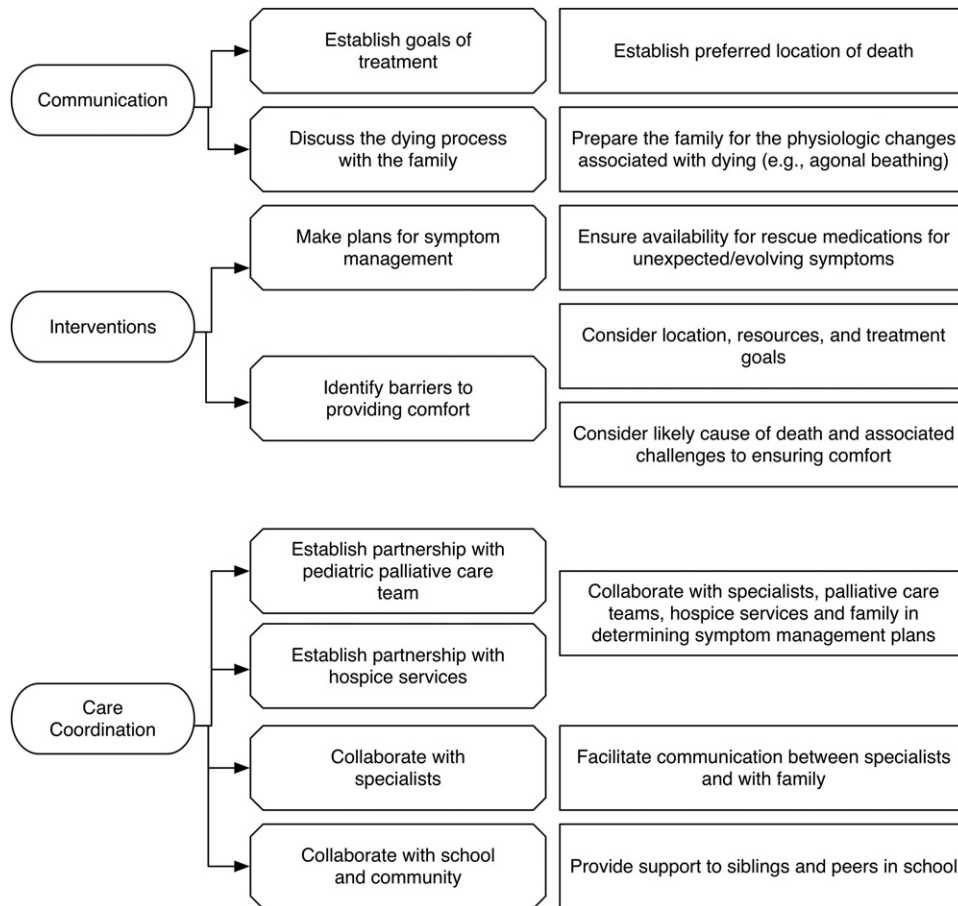 Communication
Establish goals of
treatment
Establish preferred location of death
Discuss the dying process
with the family
Prepare the family for the physiologic changes
associated with dying (e.g., agonal beathing)
Interventions
Make plans for symptom
management
Ensure availability for rescue medications for
unexpected/evolving symptoms
Identify barriers to
providing comfort
Consider location, resources, and treatment
goals
Consider likely cause of death and associated
challenges to ensuring comfort
Care
Coordination
Establish partnership with
pediatric palliative care
team
Establish partnership with
hospice services
Collaborate with specialists, palliative care
teams, hospice services and family in
determining symptom management plans
Collaborate with
specialists
Facilitate communication between specialists
and with family
Collaborate with school
and community
Provide support to siblings and peers in school